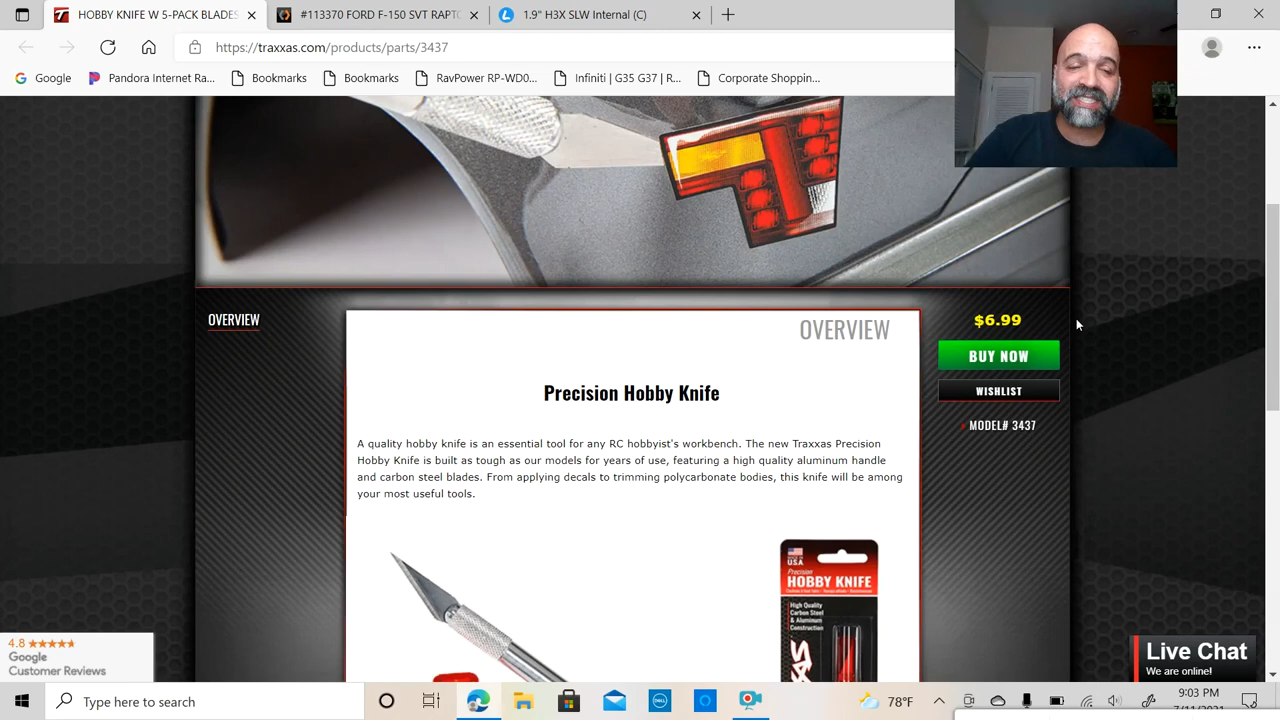 HOBBY KNIFE W 5-PACK BLADES
#113370 FORD F-150 SVT RAPTO
1.9" H3X SLW Internal (C)
https://traxxas.com/products/parts/3437
Google
Pandora Internet Ra...
Bookmarks
Bookmar
RavPower RP-WD0...
Infiniti | G35 G37 | R...
Corporate Shoppin...
OVERVIEW
OVERVIEW
$6.99
BUY NOW
WISHLIST
MODEL# 3437
Precision Hobby Knife
A quality hobby knife is an essential tool for any RC hobbyist's workbench. The new Traxxas Precision
Hobby Knife is built as tough as our models for years of use, featuring a high quality aluminum handle
and carbon steel blades. From applying decals to trimming polycarbonate bodies, this knife will be among
your most useful tools.
USA
Precision
HOBBY KNIFE
High Quality
Carbon Steel
& Aluminum
Construction
4.8
Google
Customer Reviews
Live Chat
We are online!
Type here to search
DELL
78°F
9:03 PM
7/11/2021